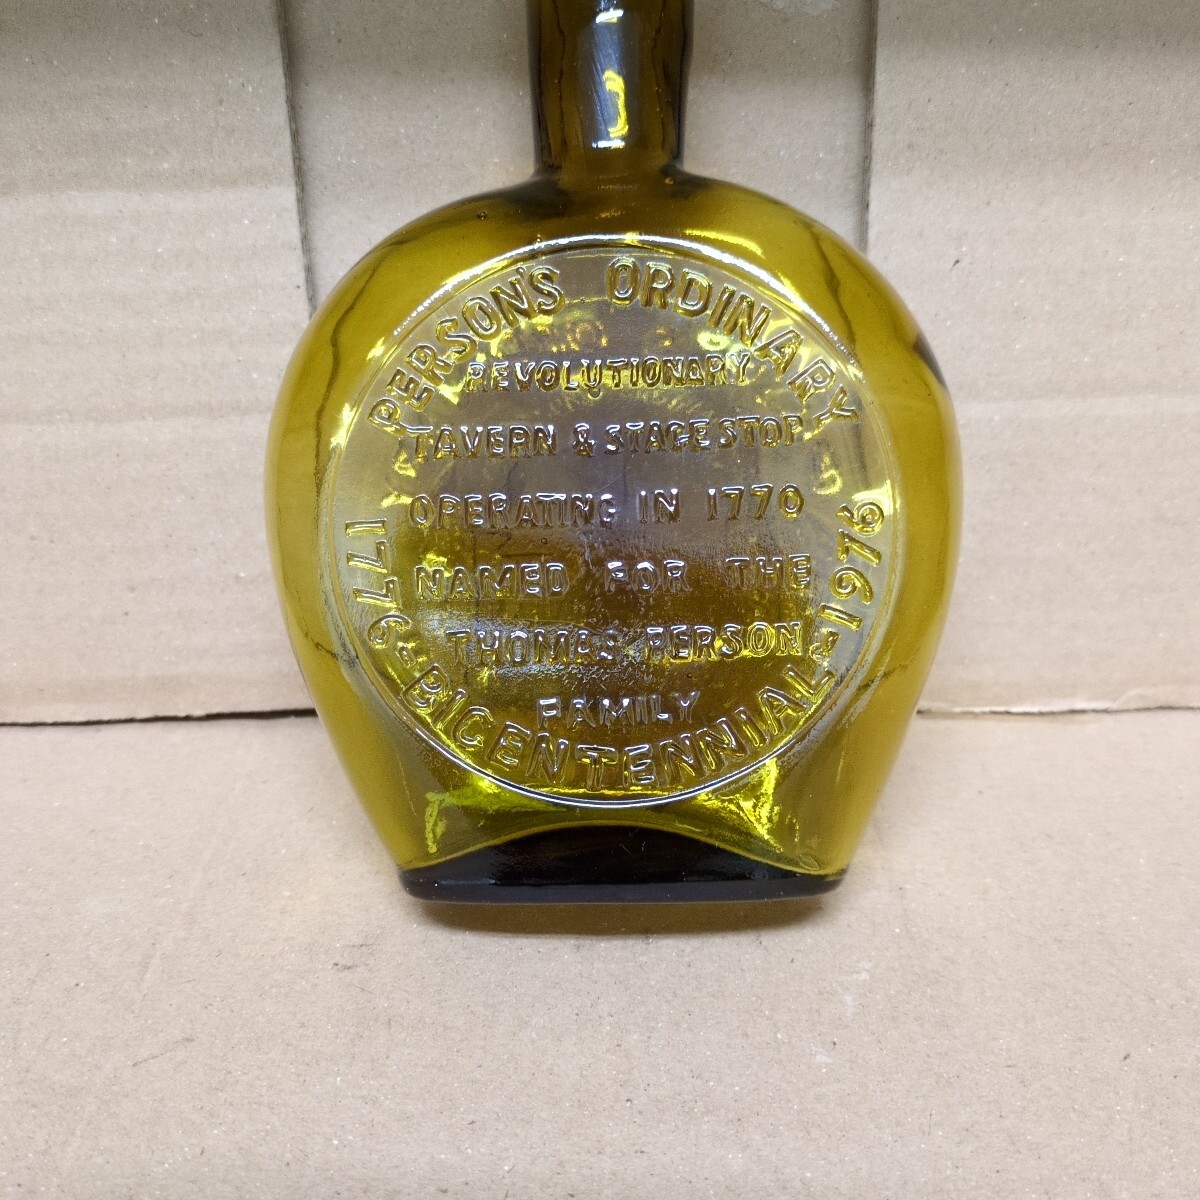 PERSON'S ORDINARY
REVOLUTIONARY
TAVERN & STAGE STOP
OPERATING IN 1770
NAMED FOR THE
THOMAS PERSON
FAMILY
1776-BICENTENNIAL-1976